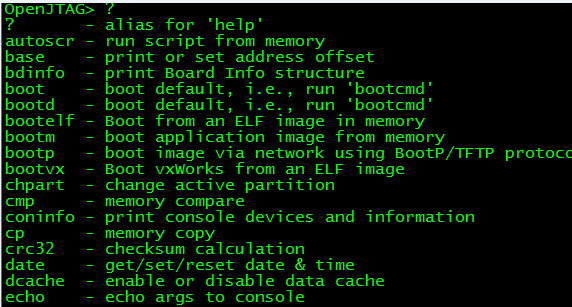 OpenJTAG> ?
?       - alias for 'help'
autoscr - run script from memory
base    - print or set address offset
bdinfo  - print Board Info structure
boot    - boot default, i.e., run 'bootcmd'
bootd   - boot default, i.e., run 'bootcmd'
bootelf - Boot from an ELF image in memory
bootm   - boot application image from memory
bootp   - boot image via network using BootP/TFTP protoco
bootvx  - Boot vxWorks from an ELF image
chpart  - change active partition
cmp     - memory compare
coninfo - print console devices and information
cp      - memory copy
crc32   - checksum calculation
date    - get/set/reset date & time
dcache  - enable or disable data cache
echo    - echo args to console